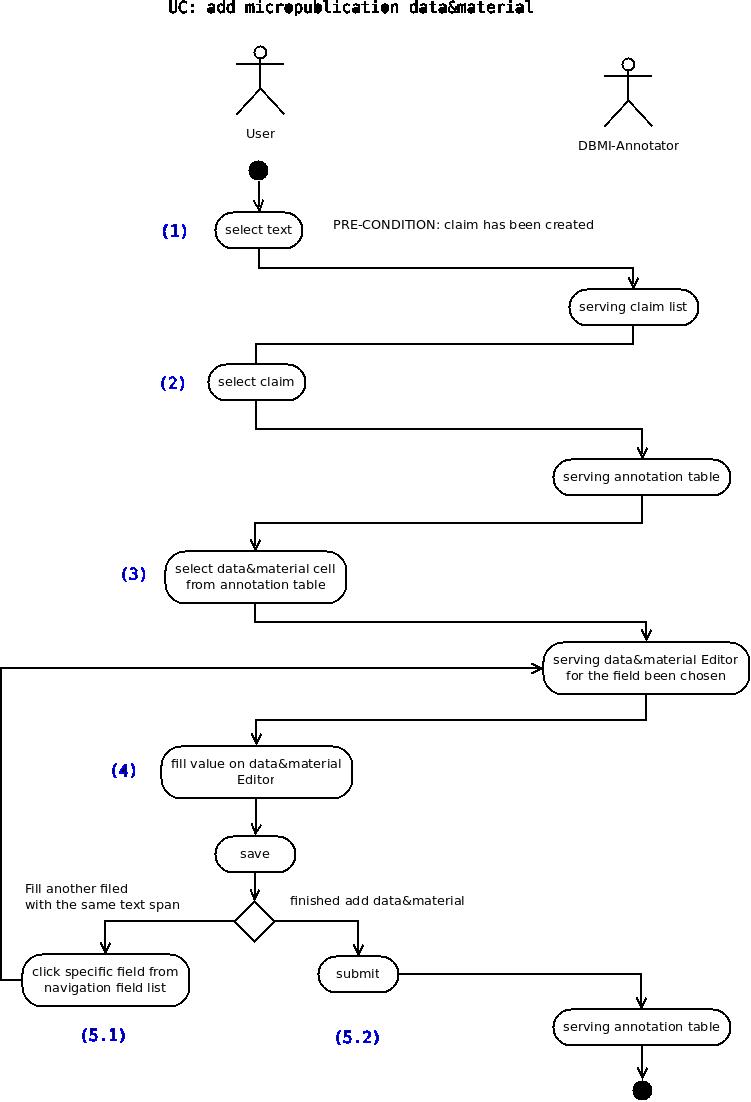 UC: add micropublication data&material
User
DBMI-Annotator
(1)
select text
PRE-CONDITION: claim has been created
serving claim list
(2)
select claim
serving annotation table
(3)
select data&material cell
from annotation table
serving data&material Editor
for the field been chosen
(4)
fill value on data&material
Editor
save
Fill another filed
with the same text span
finished add data&material
click specific field from
navigation field list
submit
(5.1)
(5.2)
serving annotation table